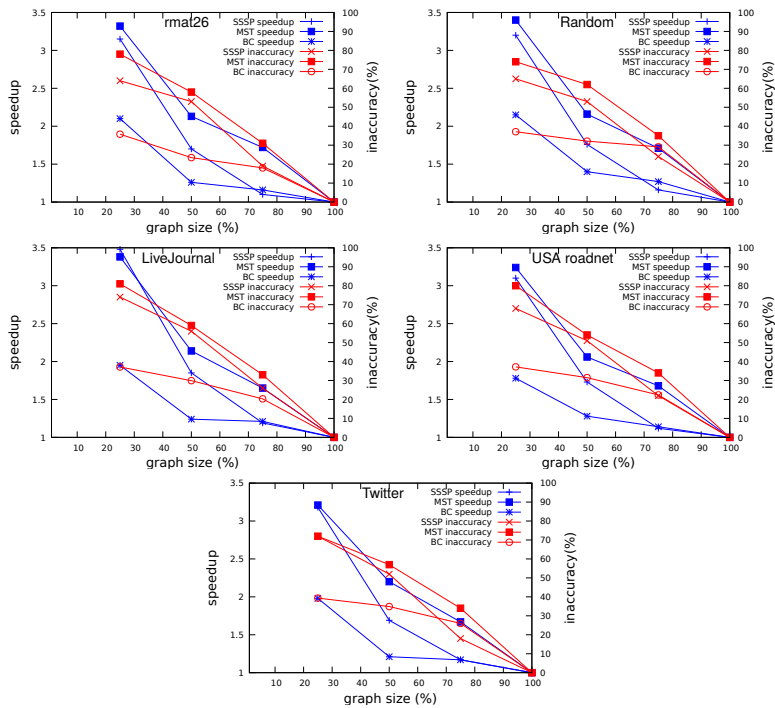 rmat26
SSSP speedup
MST speedup
BC speedup
SSSP inaccuracy
MST inaccuracy
BC inaccuracy
speedup
3.5
3
2.5
2
1.5
1
inaccuracy(%)
100
90
80
70
60
50
40
30
20
10
0
10 20 30 40 50 60 70 80 90 100
graph size (%)
Random
SSSP speedup
MST speedup
BC speedup
SSSP inaccuracy
MST inaccuracy
BC inaccuracy
speedup
3.5
3
2.5
2
1.5
1
inaccuracy(%)
100
90
80
70
60
50
40
30
20
10
0
10 20 30 40 50 60 70 80 90 100
graph size (%)
LiveJournal
SSSP speedup
MST speedup
BC speedup
SSSP inaccuracy
MST inaccuracy
BC inaccuracy
speedup
3.5
3
2.5
2
1.5
1
inaccuracy(%)
100
90
80
70
60
50
40
30
20
10
0
10 20 30 40 50 60 70 80 90 100
graph size (%)
USA roadnet
SSSP speedup
MST speedup
BC speedup
SSSP inaccuracy
MST inaccuracy
BC inaccuracy
speedup
3.5
3
2.5
2
1.5
1
inaccuracy(%)
100
90
80
70
60
50
40
30
20
10
0
10 20 30 40 50 60 70 80 90 100
graph size (%)
Twitter
SSSP speedup
MST speedup
BC speedup
SSSP inaccuracy
MST inaccuracy
BC inaccuracy
speedup
3.5
3
2.5
2
1.5
1
inaccuracy(%)
100
90
80
70
60
50
40
30
20
10
0
10 20 30 40 50 60 70 80 90 100
graph size (%)